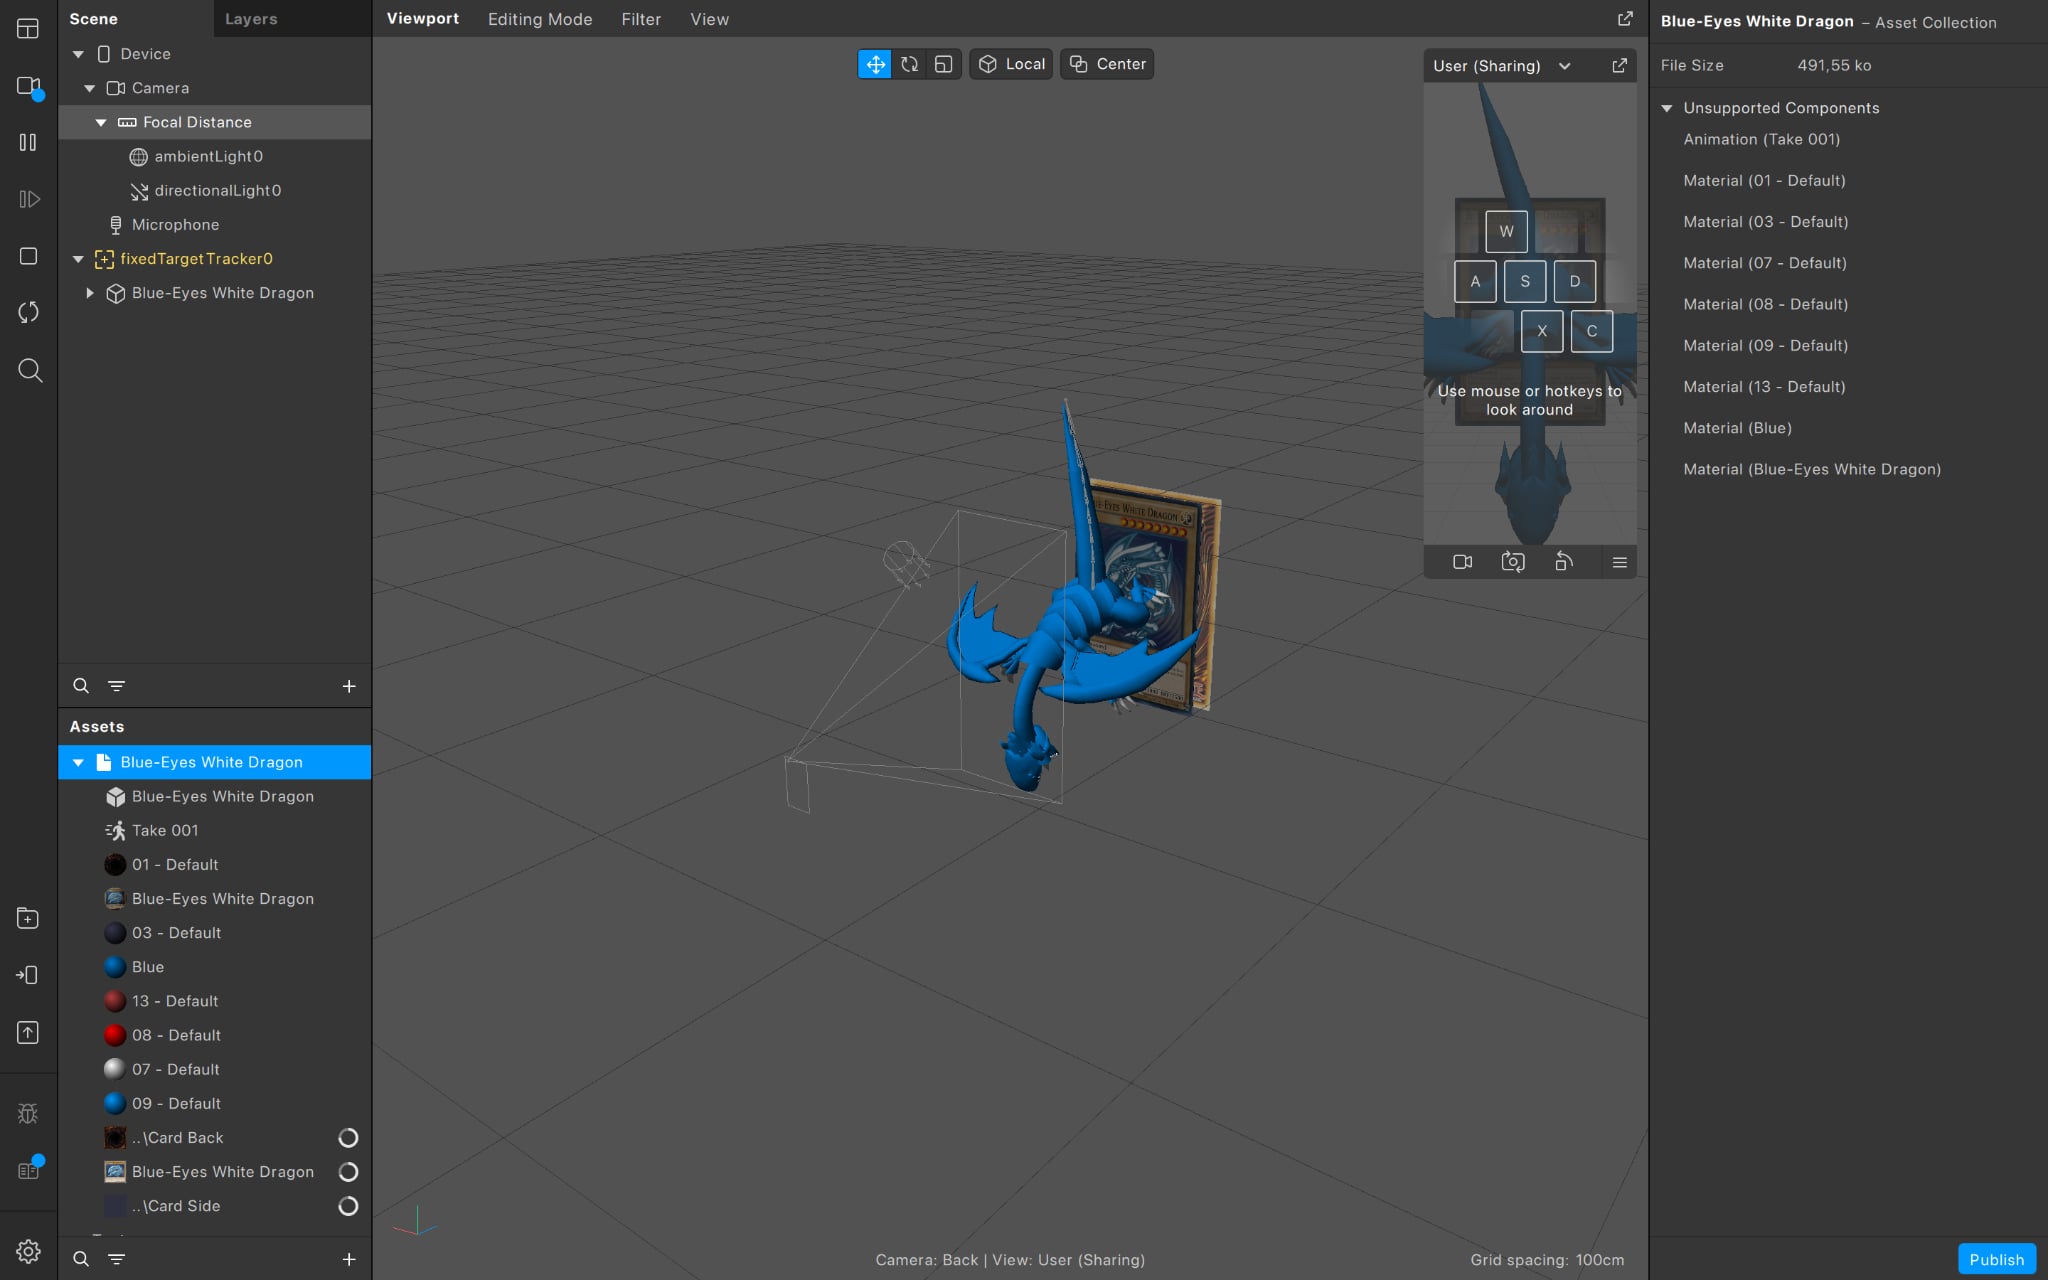 Scene
Layers
Device
Camera
Focal Distance
ambientLight0
directionalLight0
Microphone
fixedTargetTracker0
Blue-Eyes White Dragon
Assets
Blue-Eyes White Dragon
Blue-Eyes White Dragon
Take 001
01 - Default
Blue-Eyes White Dragon
03 - Default
Blue
13 - Default
08 - Default
07 - Default
09 - Default
..\Card Back
Blue-Eyes White Dragon
..\Card Side
Viewport Editing Mode Filter View
Local Center
User (Sharing)
W
A S D
X C
Use mouse or hotkeys to
look around
EYES WHITE DRAGON
Camera: Back | View: User (Sharing)
Grid spacing: 100cm
Blue-Eyes White Dragon – Asset Collection
File Size 491,55 ko
Unsupported Components
Animation (Take 001)
Material (01 - Default)
Material (03 - Default)
Material (07 - Default)
Material (08 - Default)
Material (09 - Default)
Material (13 - Default)
Material (Blue)
Material (Blue-Eyes White Dragon)
Publish